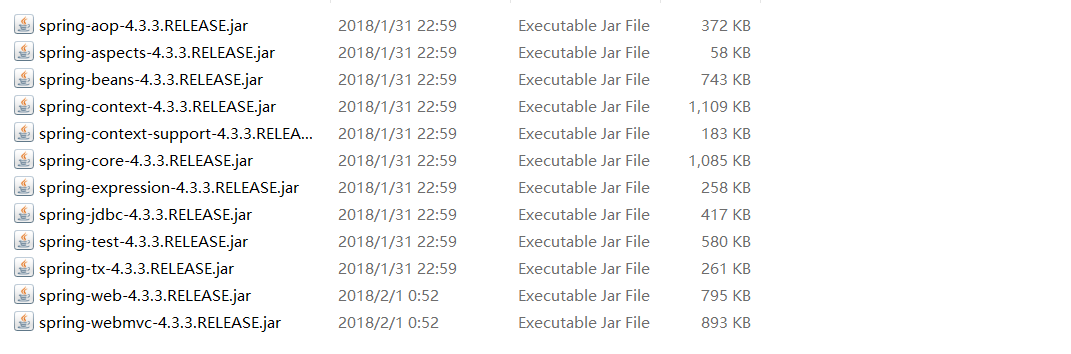 spring-aop-4.3.3.RELEASE.jar 2018/1/31 22:59 Executable Jar File 372 KB
spring-aspects-4.3.3.RELEASE.jar 2018/1/31 22:59 Executable Jar File 58 KB
spring-beans-4.3.3.RELEASE.jar 2018/1/31 22:59 Executable Jar File 743 KB
spring-context-4.3.3.RELEASE.jar 2018/1/31 22:59 Executable Jar File 1,109 KB
spring-context-support-4.3.3.RELEA... 2018/1/31 22:59 Executable Jar File 183 KB
spring-core-4.3.3.RELEASE.jar 2018/1/31 22:59 Executable Jar File 1,085 KB
spring-expression-4.3.3.RELEASE.jar 2018/1/31 22:59 Executable Jar File 258 KB
spring-jdbc-4.3.3.RELEASE.jar 2018/1/31 22:59 Executable Jar File 417 KB
spring-test-4.3.3.RELEASE.jar 2018/1/31 22:59 Executable Jar File 580 KB
spring-tx-4.3.3.RELEASE.jar 2018/1/31 22:59 Executable Jar File 261 KB
spring-web-4.3.3.RELEASE.jar 2018/2/1 0:52 Executable Jar File 795 KB
spring-webmvc-4.3.3.RELEASE.jar 2018/2/1 0:52 Executable Jar File 893 KB